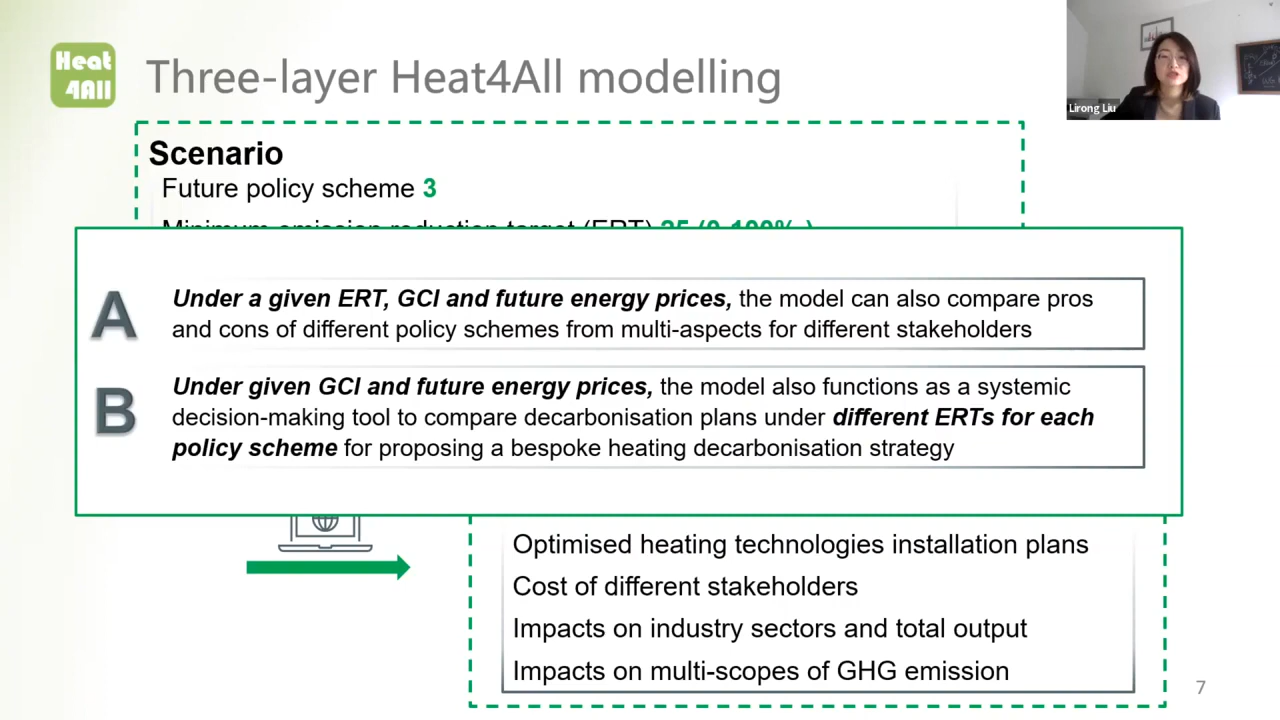 Heat
4All
Three-layer Heat4All modelling
Lirong Liu
Scenario
Future policy scheme 3
Minimum emission reduction target (ERT) 25 (0-100% )
A
Under a given ERT, GCI and future energy prices, the model can also compare pros
and cons of different policy schemes from multi-aspects for different stakeholders
B
Under given GCI and future energy prices, the model also functions as a systemic
decision-making tool to compare decarbonisation plans under different ERTs for each
policy scheme for proposing a bespoke heating decarbonisation strategy
Optimised heating technologies installation plans
Cost of different stakeholders
Impacts on industry sectors and total output
Impacts on multi-scopes of GHG emission
7